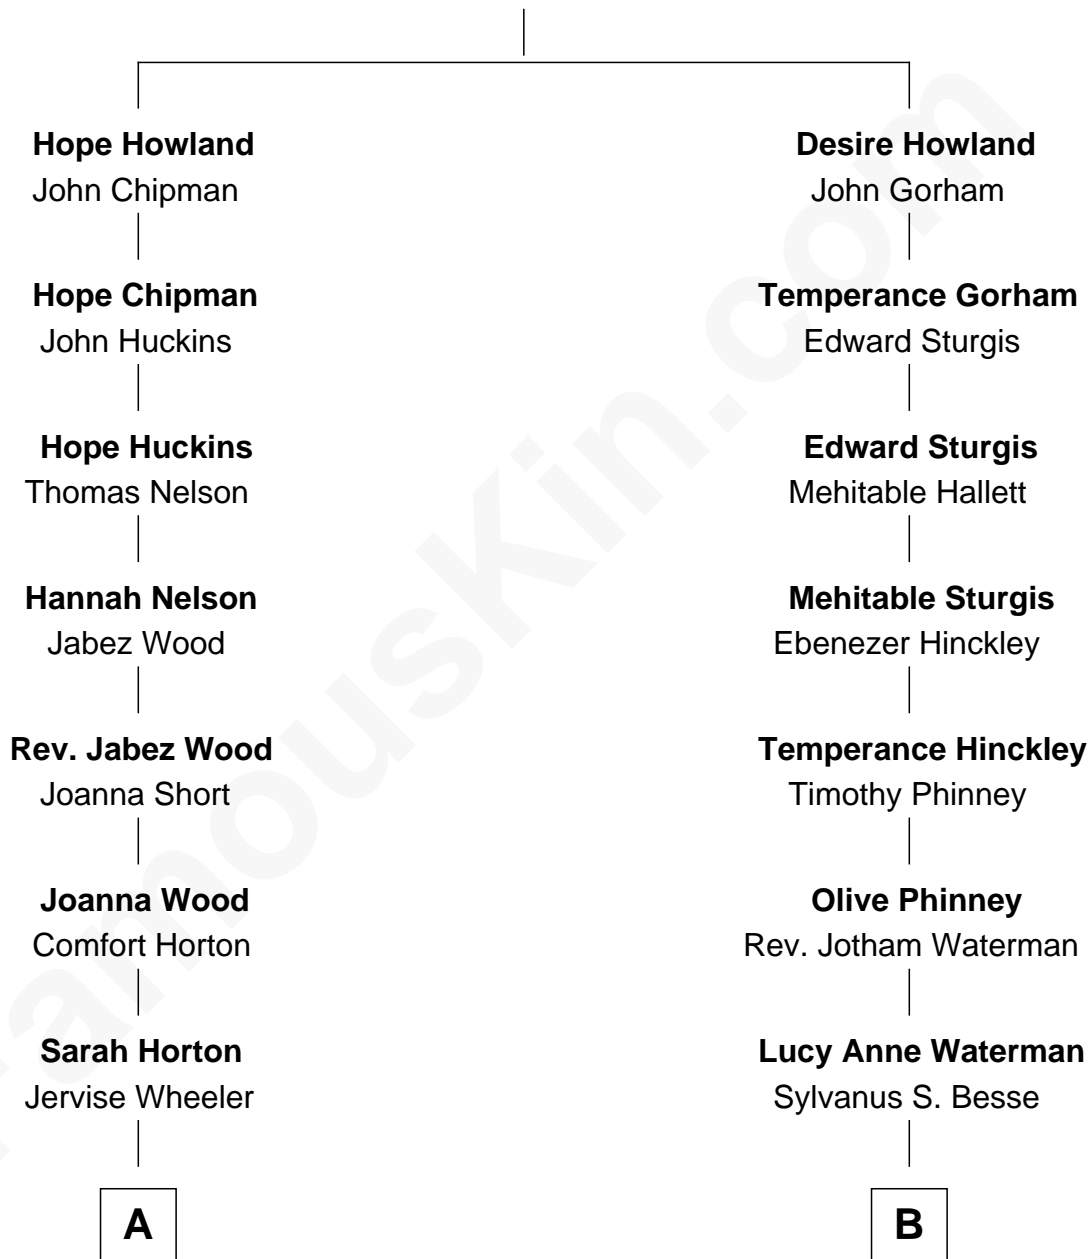 Hope Howland
John Chipman
Desire Howland
John Gorham
Hope Chipman
John Huckins
Temperance Gorham
Edward Sturgis
Hope Huckins
Thomas Nelson
Edward Sturgis
Mehitable Hallett
Hannah Nelson
Jabez Wood
Mehitable Sturgis
Ebenezer Hinckley
Rev. Jabez Wood
Joanna Short
Temperance Hinckley
Timothy Phinney
Joanna Wood
Comfort Horton
Olive Phinney
Rev. Jotham Waterman
Sarah Horton
Jervise Wheeler
Lucy Anne Waterman
Sylvanus S. Besse
A
B
FamousKin.com